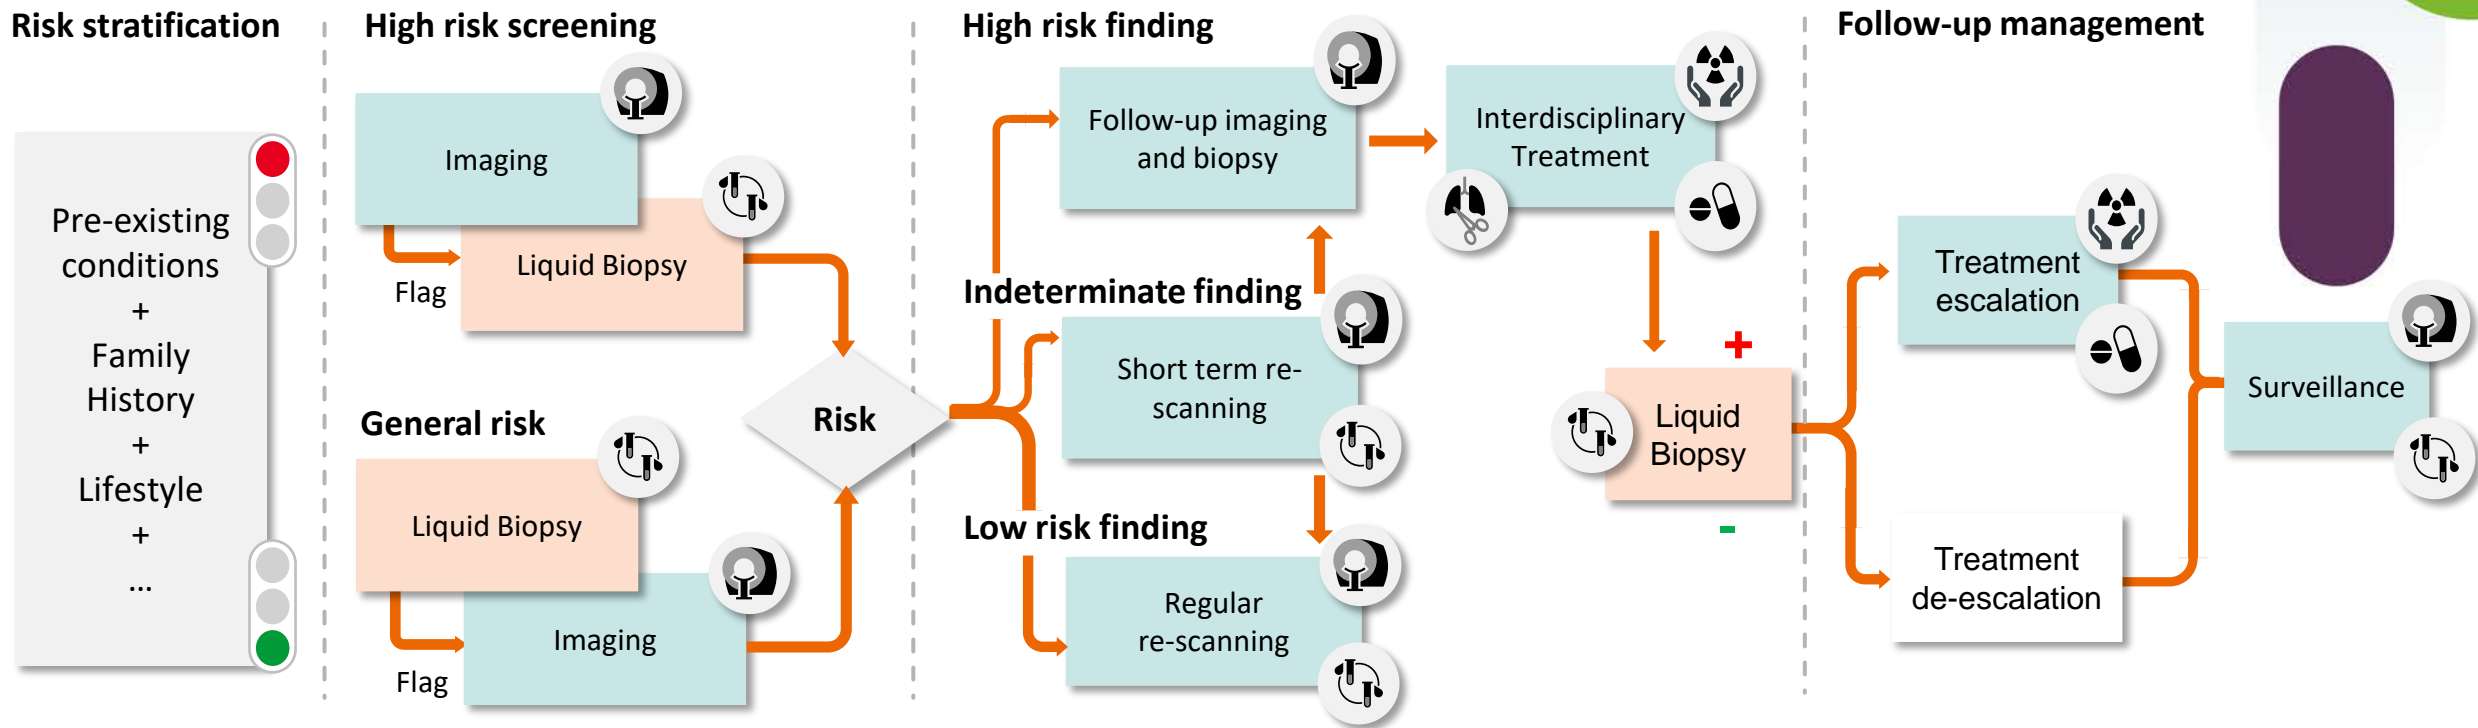 Risk stratification
Pre-existing
conditions
+
Family
History
+
Lifestyle
+
...
High risk screening
Imaging
Flag
Liquid Biopsy
General risk
Liquid Biopsy
Flag
Imaging
Risk
High risk finding
Follow-up imaging
and biopsy
Interdisciplinary
Treatment
Indeterminate finding
Short term re-
scanning
Low risk finding
Regular
re-scanning
+
Liquid
Biopsy
-
Follow-up management
Treatment
escalation
Treatment
de-escalation
Surveillance